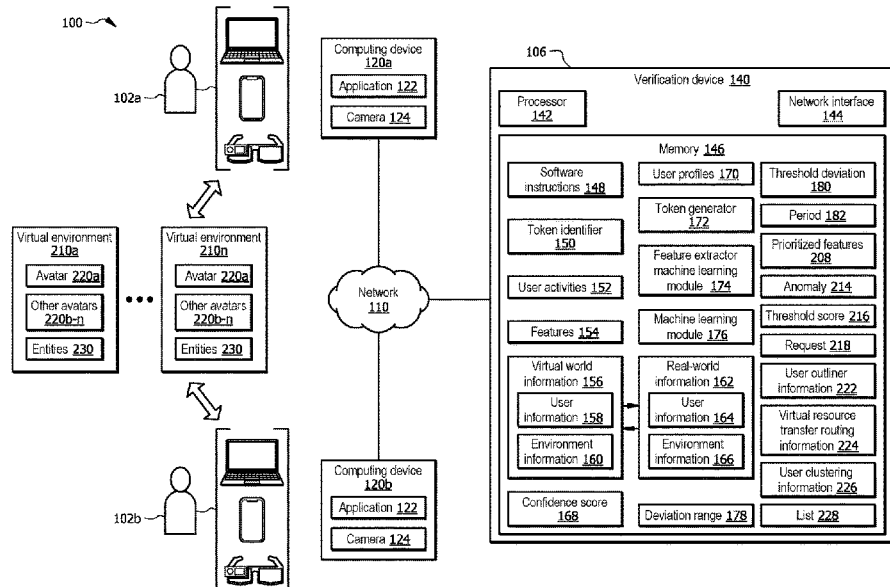 100
102a
Computing device
120a
Application 122
Camera 124
Virtual environment
210a
Avatar 220a
Other avatars
220b-n
Entities 230
Virtual environment
210n
Avatar 220a
Other avatars
220b-n
Entities 230
Network
110
102b
Computing device
120b
Application 122
Camera 124
106
Verification device 140
Processor
142
Network interface
144
Memory 146
Software
instructions 148
Token identifier
150
User activities 152
Features 154
Virtual world
information 156
User
information 158
Environment
information 160
Confidence score
168
User profiles 170
Token generator
172
Feature extractor
machine learning
module 174
Machine learning
module 176
Real-world
information 162
User
information 164
Environment
information 166
Deviation range 178
Threshold deviation
180
Period 182
Prioritized features
208
Anomaly 214
Threshold score 216
Request 218
User outliner
information 222
Virtual resource
transfer routing
information 224
User clustering
information 226
List 228